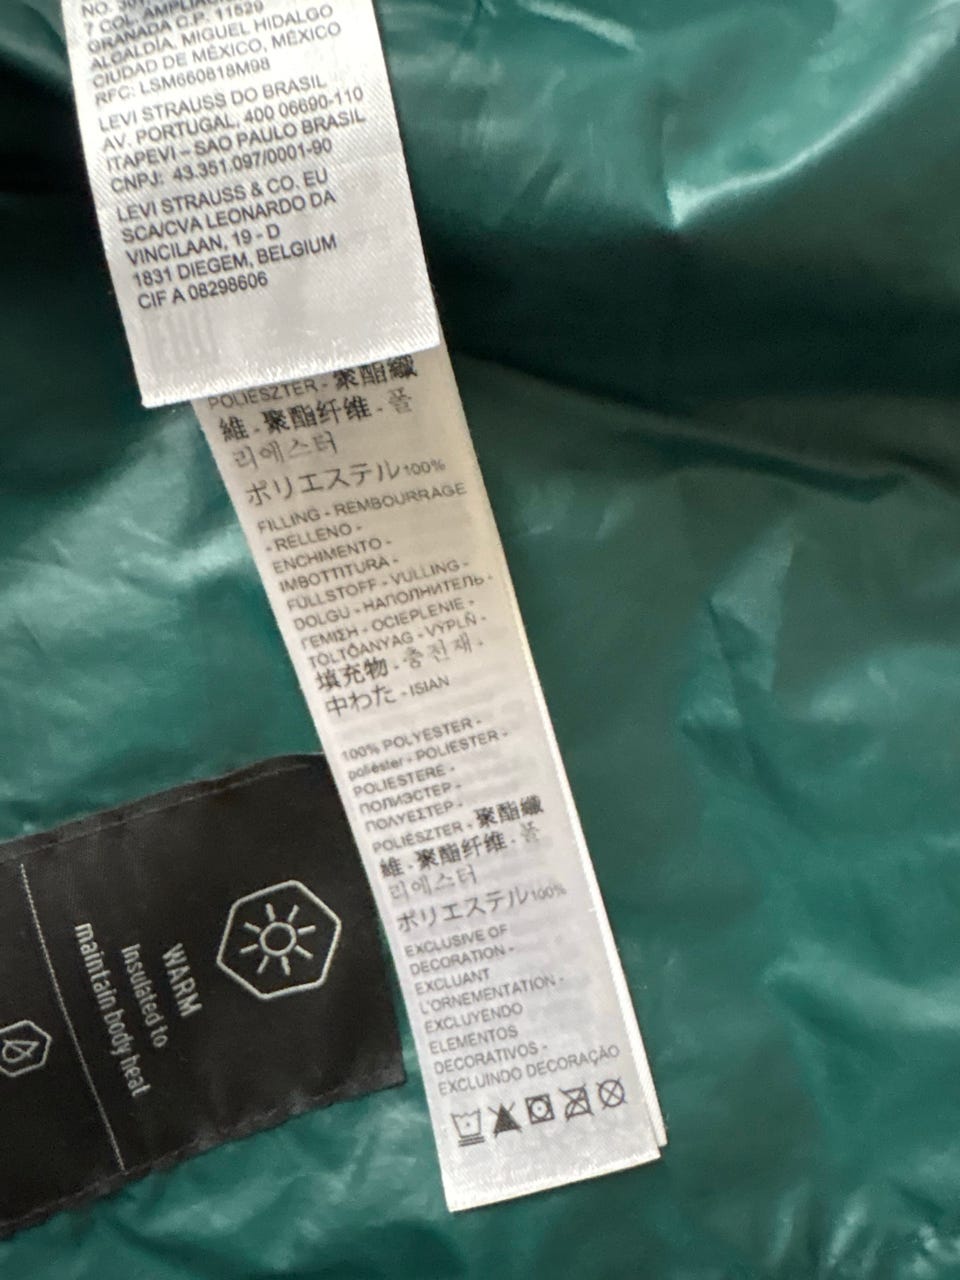 7 COL. AMPLIACIÓN
GRANADA C.P. 11529
ALCALDÍA. MIGUEL HIDALGO
CIUDAD DE MÉXICO, MÉXICO
RFC: LSM660818M98
LEVI STRAUSS DO BRASIL
AV. PORTUGAL, 400 06690-110
ITAPEVI – SAO PAULO BRASIL
CNPJ: 43.351.097/0001-90
LEVI STRAUSS & CO. EU
SCA/CVA LEONARDO DA
VINCILAAN, 19 - D
1831 DIEGEM, BELGIUM
CIF A 08298606
POLIÉSZTER - 聚酯纖
維 - 聚酯纤维 - 폴
리에스터
ポリエステル100%
FILLING - REMBOURRAGE
- RELLENO -
ENCHIMENTO -
IMBOTTITURA -
FÜLLSTOFF - VULLING -
DOLGU - НАПОЛНИТЕЛЬ -
ΓΕΜΙΣΗ - OCIEPLENIE -
TÖLTŐANYAG - VÝPLŇ -
填充物 - 충전재 -
中わた - ISIAN
100% POLYESTER -
poliéster - POLIESTER -
POLIESTERE -
ПОЛИЭСТЕР -
ΠΟΛΥΕΣΤΕΡ -
POLIÉSZTER - 聚酯纖
維 - 聚酯纤维 - 폴
리에스터
ポリエステル100%
EXCLUSIVE OF
DECORATION -
EXCLUANT
L'ORNEMENTATION -
EXCLUYENDO
ELEMENTOS
DECORATIVOS -
EXCLUINDO DECORAÇÃO
WARM
Insulated to
maintain body heat